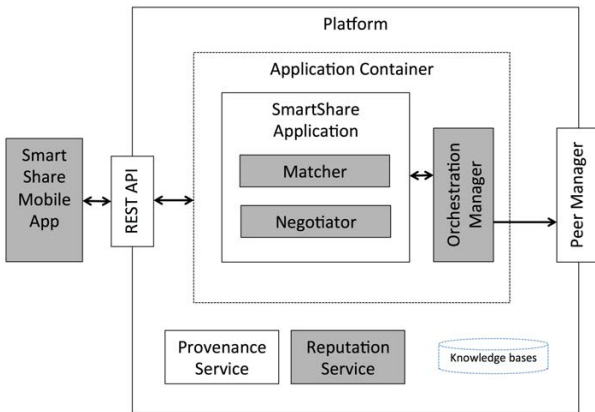 Platform
Application Container
SmartShare
Application
Matcher
Negotiator
Smart
Share
Mobile
App
REST API
Orchestration
Manager
Peer Manager
Provenance
Service
Reputation
Service
Knowledge bases